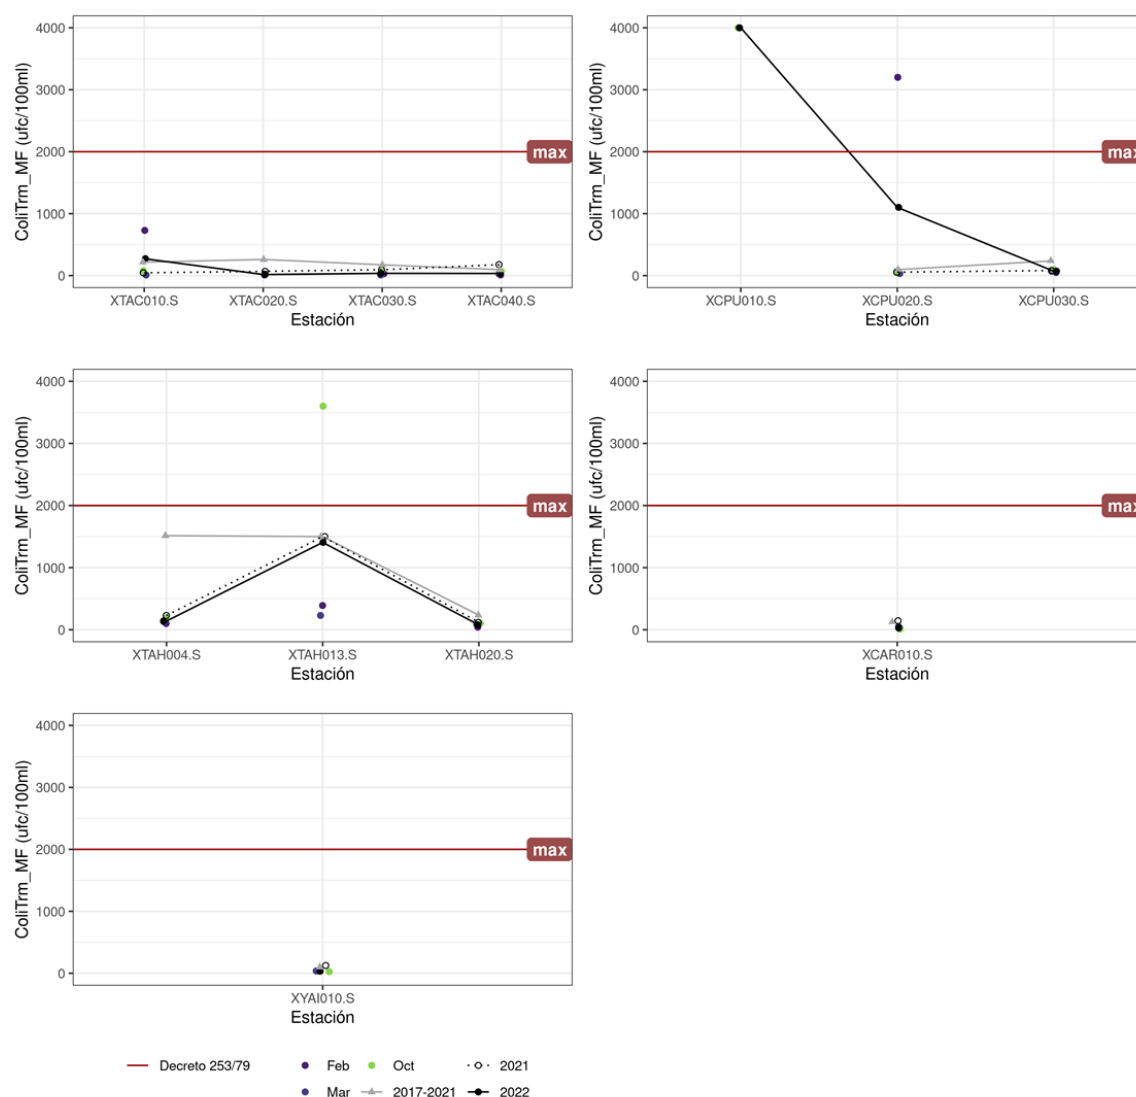 4000
3000
2000
1000
0
ColiTrm_MF (ufc/100ml)
max
XTAC010.S XTAC020.S XTAC030.S XTAC040.S
Estación
4000
3000
2000
1000
0
ColiTrm_MF (ufc/100ml)
max
XCPU010.S XCPU020.S XCPU030.S
Estación
4000
3000
2000
1000
0
ColiTrm_MF (ufc/100ml)
max
XTAH004.S XTAH013.S XTAH020.S
Estación
4000
3000
2000
1000
0
ColiTrm_MF (ufc/100ml)
max
XCAR010.S
Estación
4000
3000
2000
1000
0
ColiTrm_MF (ufc/100ml)
max
XYAI010.S
Estación
Decreto 253/79 Feb Oct 2021
Mar 2017-2021 2022